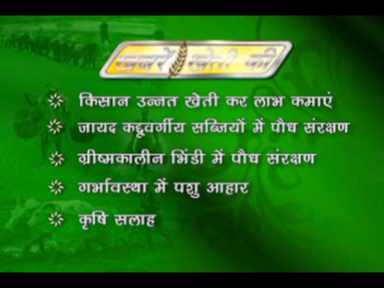 खबरें खेती की
किसान उन्नत खेती कर लाभ कमाएं
जायद कद्दूवर्गीय सब्जियों में पौध संरक्षण
ग्रीष्मकालीन भिंडी में पौध संरक्षण
गर्भावस्था में पशु आहार
कृषि सलाह